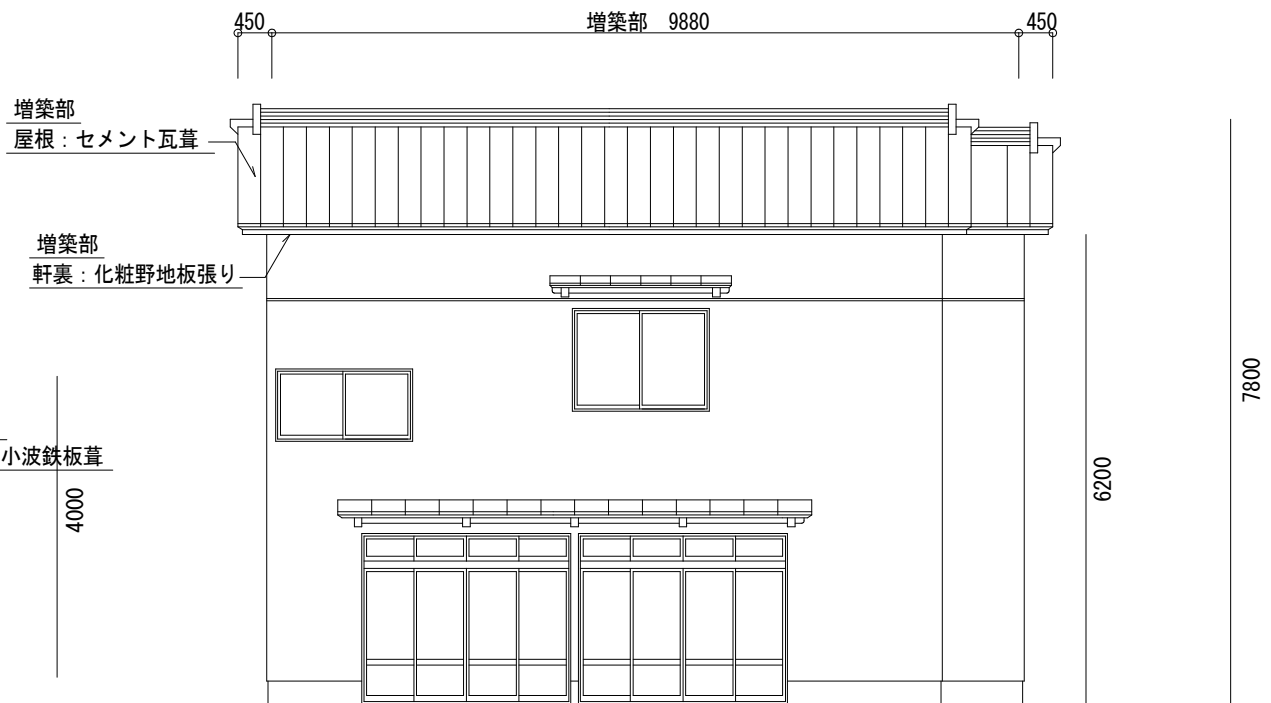 450
増築部 9880
450
増築部
屋根：セメント瓦葺
増築部
軒裏：化粧野地板張り
小波鉄板葺
4000
6200
7800